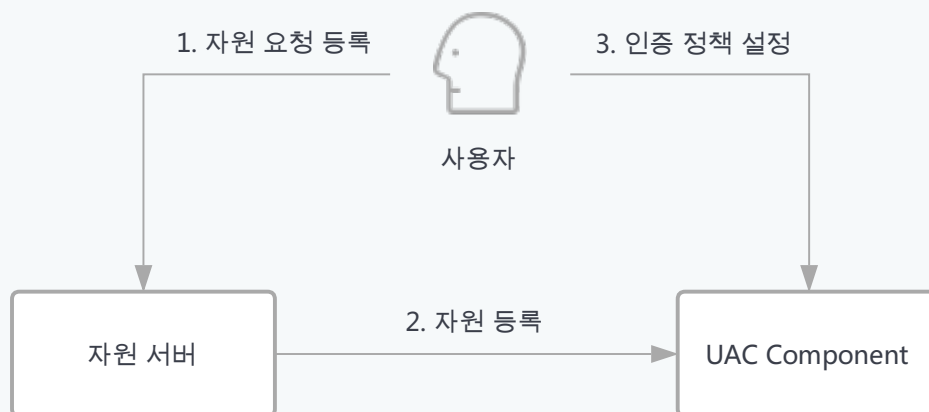 1. 자원 요청 등록
3. 인증 정책 설정
사용자
2. 자원 등록
자원 서버
UAC Component